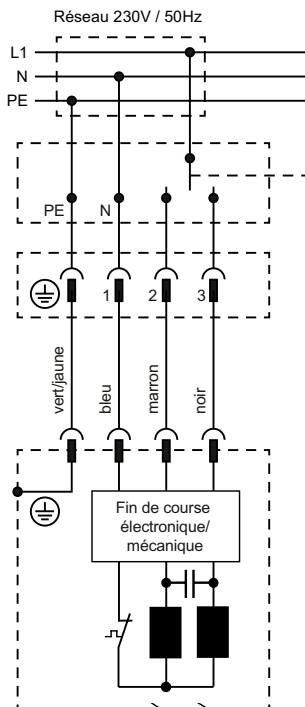 Réseau 230V / 50Hz
L1
N
PE
PE N
1 2 3
vert/jaune
bleu
marron
noir
Fin de course
électronique/
mécanique